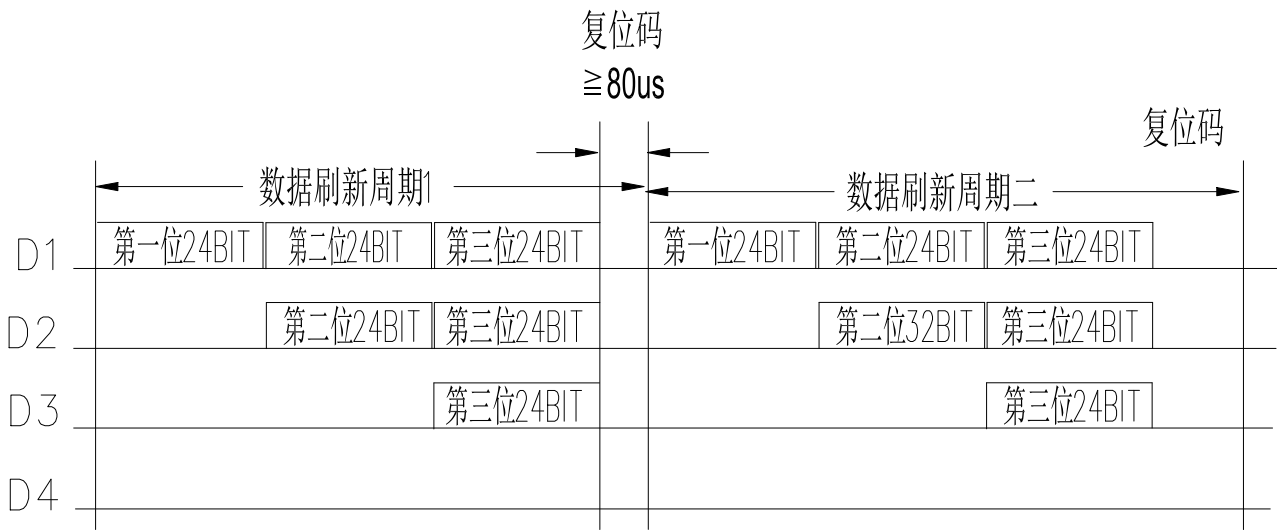 复位码
≧80us
复位码
数据刷新周期1
数据刷新周期二
D1 第一位24BIT 第二位24BIT 第三位24BIT 第一位24BIT 第二位24BIT 第三位24BIT
D2 第二位24BIT 第三位24BIT 第二位32BIT 第三位24BIT
D3 第三位24BIT 第三位24BIT
D4